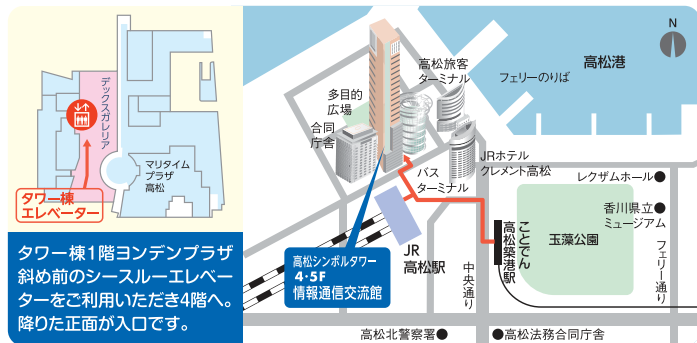 デックスガレリア
マリタイム
プラザ
高松
タワー棟
エレベーター
タワー棟1階ヨンデンプラザ
斜め前のシースルーエレベー
ターをご利用いただき4階へ。
降りた正面が入口です。
N
高松港
フェリーのりば
高松旅客
ターミナル
多目的
広場
合同
庁舎
JRホテル
クレメント高松
バス
ターミナル
レクザムホール
香川県立
ミュージアム
玉藻公園
ことでん
高松築港駅
フェリー通り
中央通り
JR
高松駅
高松シンボルタワー
4・5F
情報通信交流館
高松北警察署
高松法務合同庁舎